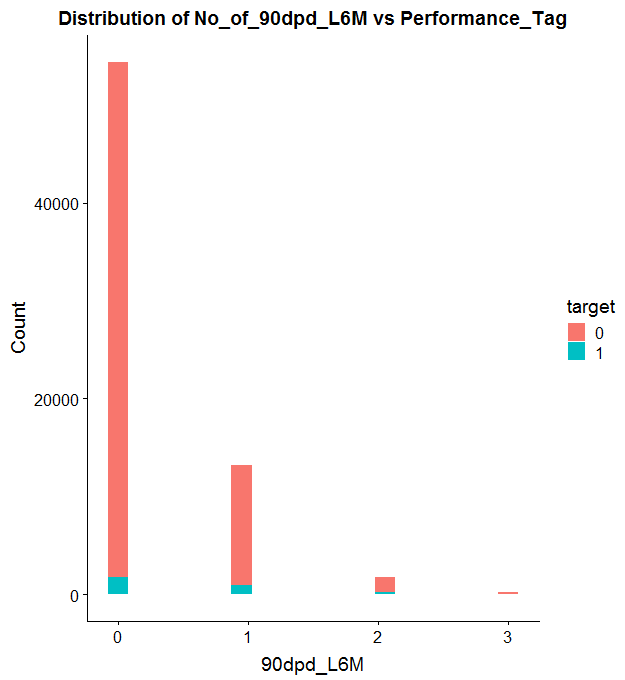 Distribution of No_of_90dpd_L6M vs Performance_Tag
Count
40000
20000
0
0
1
2
3
90dpd_L6M
target
0
1